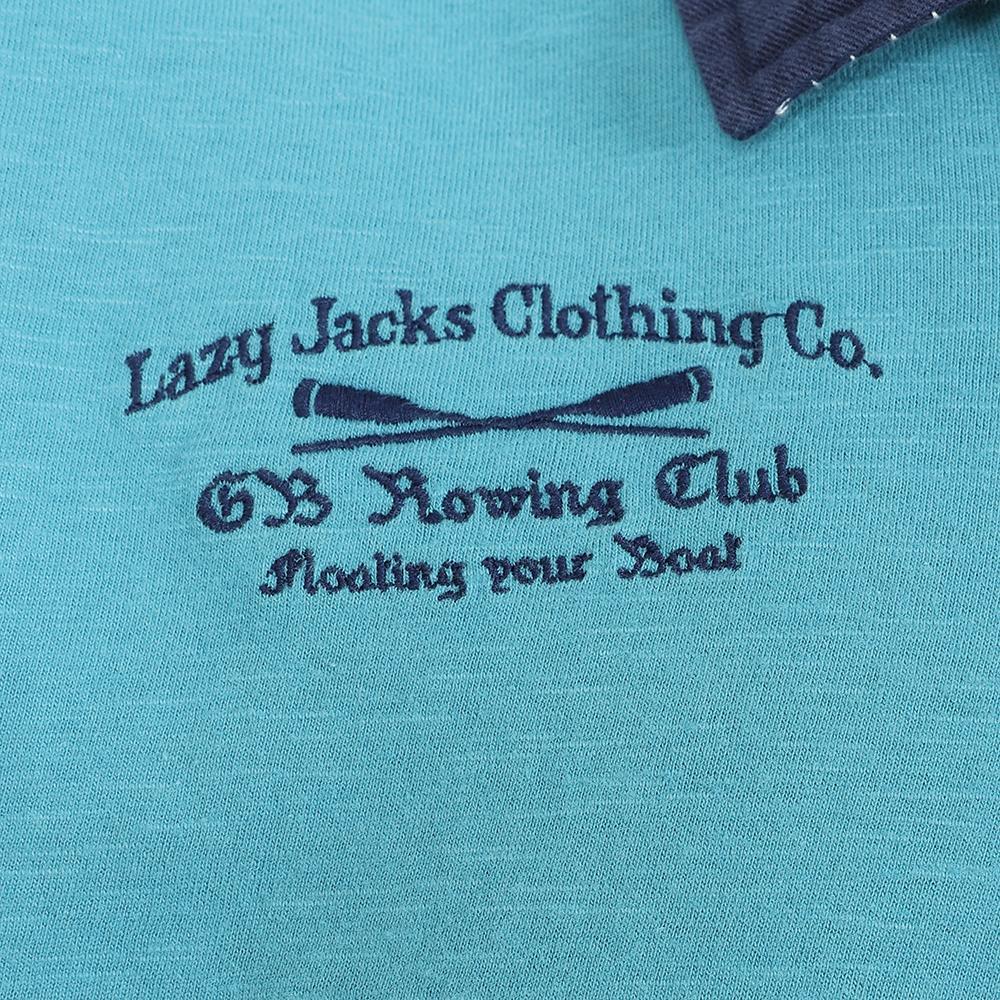 Lazy Jacks Clothing Co.
GB Rowing Club
Floating your Boat